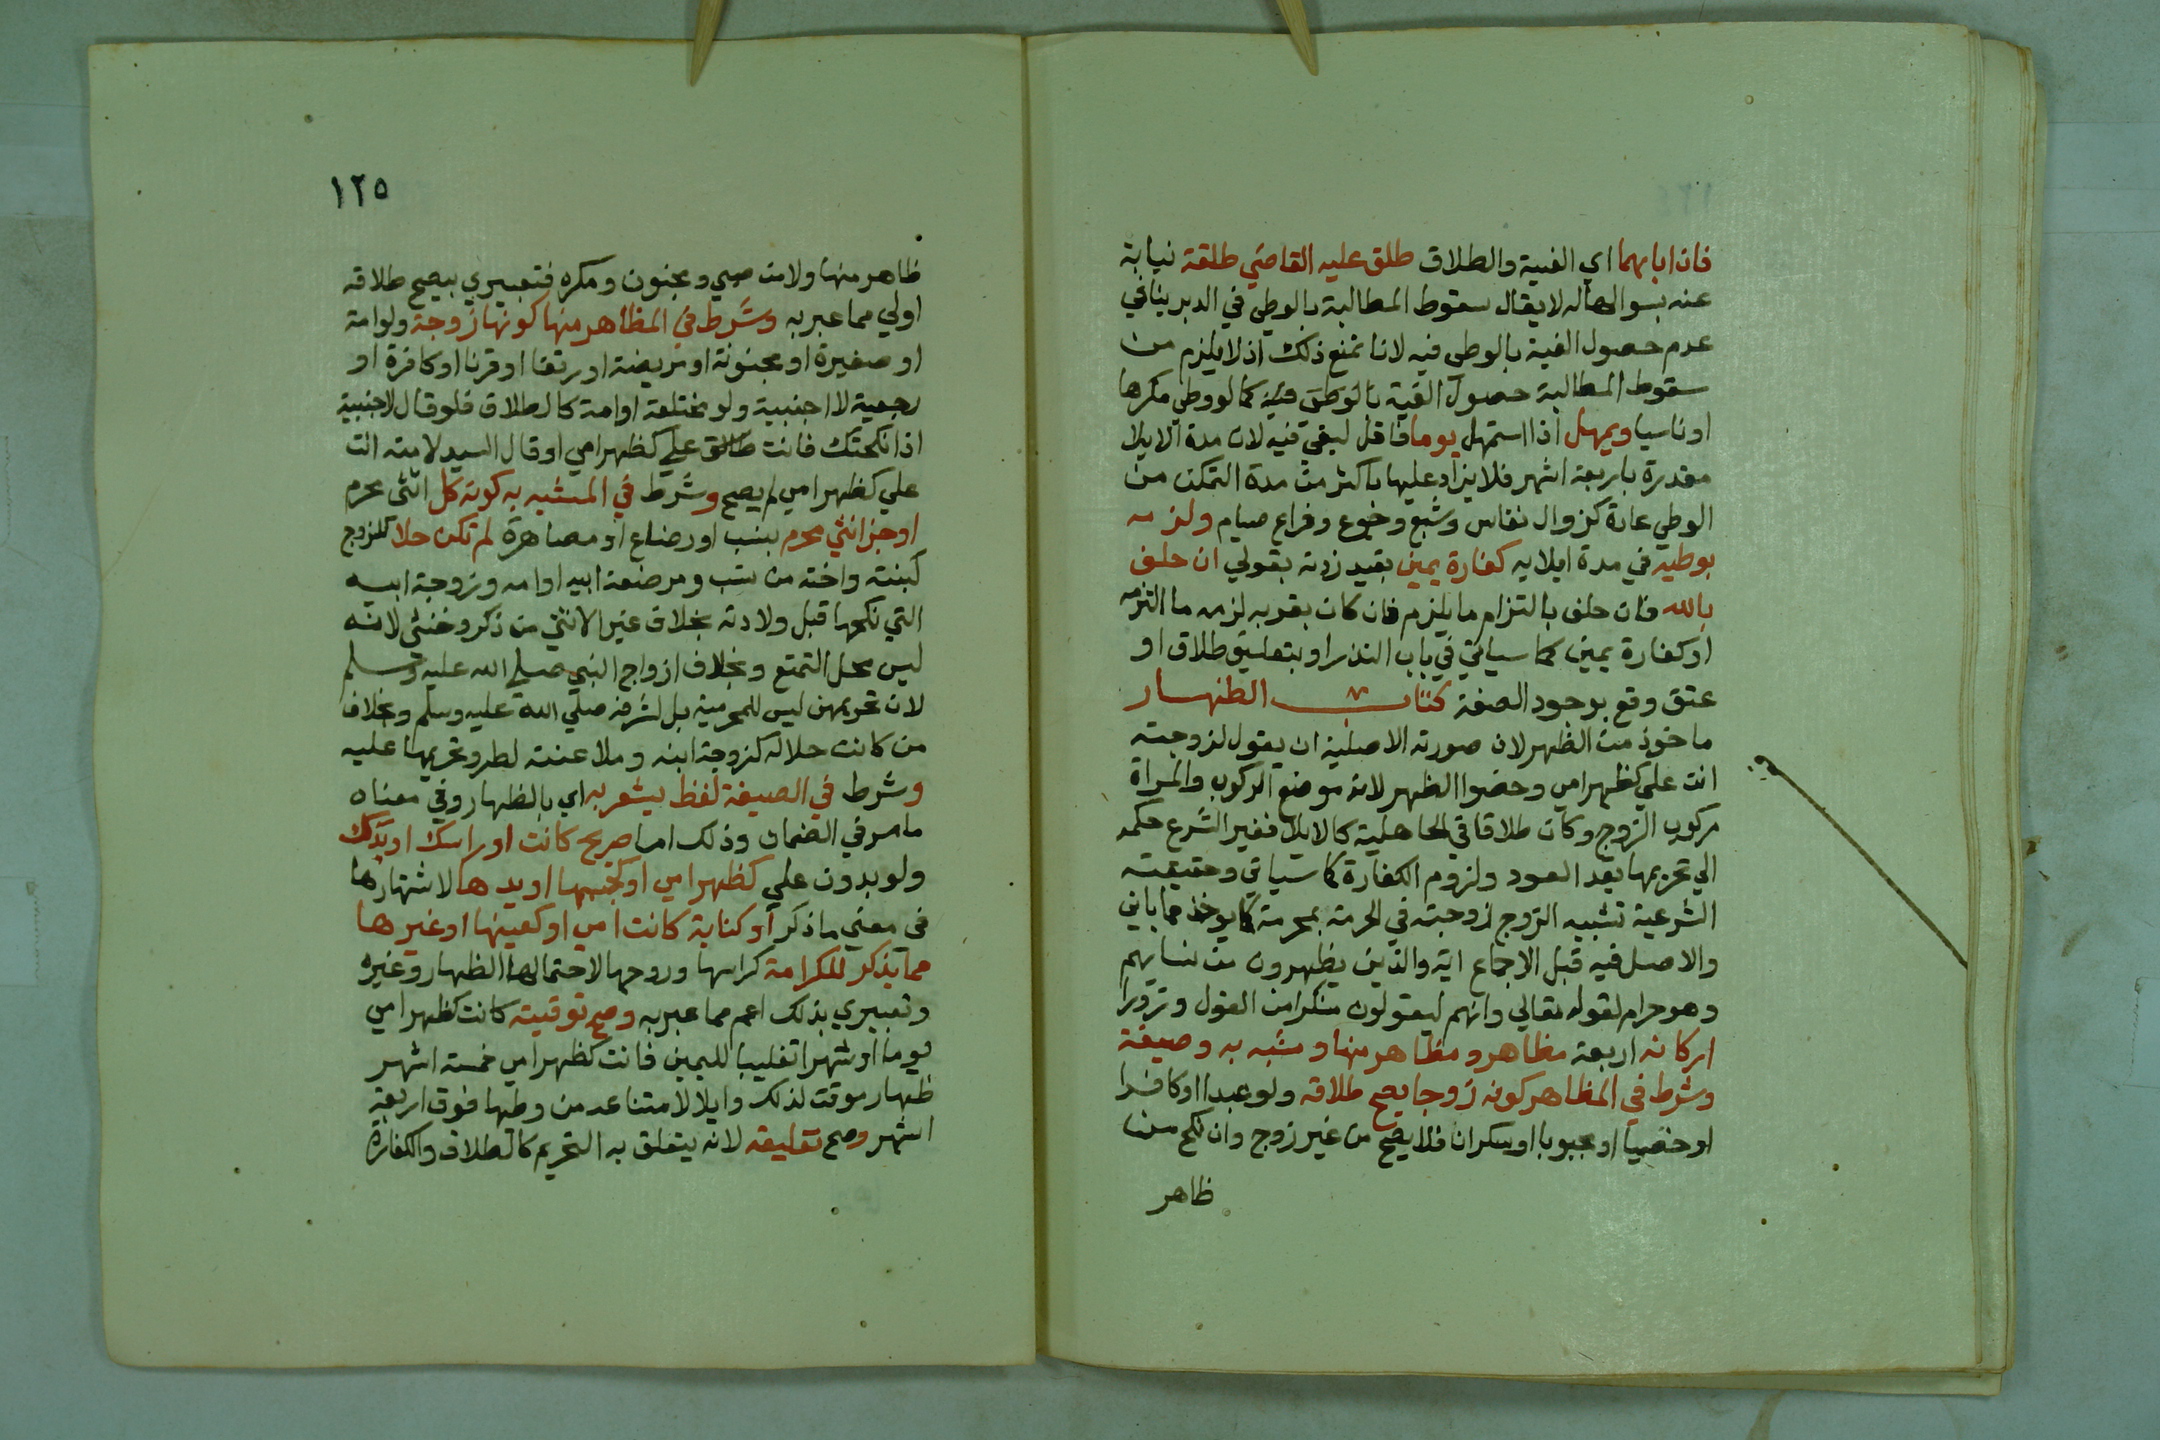 فان اباهما اي الفية والطلاق طلق عليه القاضي طلقة نيابة
عنه بسوالها له لا يقال سقوط المطالبة بالوطي في الدبر ينافي
عدم حصول الفية بالوطي فيه لانا نمنع ذلك اذ لا يلزم من
سقوط المطالبة حصول الفية بالوطي فيه كما لو وطي مكرها
او ناسيا ويمهل اذا استمهل يوما فاقل ليفي فيه لان مدة الايلا
مقدرة باربعة اشهر فلا يزاد عليها باكثر من مدة التمكن من
الوطي عادة كزوال نفاس وشبع وجوع وفراغ صيام ولزمه
بوطيه في مدة ايلايه كفارة يمين بقيد زدته بقولي ان حلف
بالله فان حلف بالتزام ما يلزم فان كان بقربه لزمه ما التزمه
او كفارة يمين كما سياتي في باب النذر او بتعليق طلاق او
عتق وقع بوجود الصفة كتاب الظهار
ماخوذ من الظهر لان صورته الاصلية ان يقول لزوجته
انت علي كظهر امي وخصوا الظهر لانه موضع الركوب والمراة
مركوب الزوج وكان طلاقا في الجاهلية كالايلا فغير الشرع حكمه
الي تحريمها بعد العود ولزوم الكفارة كما سياتي وحقيقته
الشرعية تشبيه الزوج زوجته في الحرمة بمحرمة كما يوخذ مما ياتي
والاصل فيه قبل الاجماع اية والذين يظهرون من نسايهم
وهو حرام لقوله تعالي وانهم ليقولون منكرا من القول وزورا
اركانه اربعة مظاهر ومظاهر منها ومشبه به وصيغة
وشرط في المظاهر كونه زوجا يصح طلاقه ولو عبدا او كافرا
او خصيا او مجبوبا او سكران فلا يصح من غير زوج وان نكح من
ظاهر
١٢٥
ظاهر منها ولا من صبي ومجنون ومكره فتعبيري بيصح طلاقه
اولي مما عبر به وشرط في المظاهر منها كونها زوجة ولو امة
او صغيرة او مجنونة او مريضة او رتقا او قرنا او كافرة او
رجعية لا اجنبية ولو مختلعة او امة كالطلاق فلو قال لاجنبية
اذا نكحتك فانت طالق علي كظهر امي او قال السيد لامته انت
علي كظهر امي لم يصح وشرط في المشبه به كونه كل انثى محرم
او جز انثي محرم بنسب او رضاع او مصاهرة لم تكن حلا للزوج
كبنته واخته من نسب ومرضعة ابيه او امه وزوجة ابيه
التي نكحها قبل ولادته بخلاف غير الانثي من ذكر وخنثى لانه
ليس محل التمتع وبخلاف ازواج النبي صلي الله عليه وسلم
لان تحريمهن ليس للمحرمية بل لشرفه صلي الله عليه وسلم وبخلاف
من كانت حلاله كزوجة ابنه وملاعنته لطرو تحريمها عليه
وشرط في الصيغة لفظ يشعر به اي بالظهار وفي معناه
ما مر في الضمان وذلك اما صريح كانت او راسك او يدك
ولو بدون علي كظهر امي او كجسمها او يدها لاشتهارها
في معني ما ذكر او كناية كانت امي او كعينها او غيرها
مما يذكر للكرامة كراسها وروحها لاحتمالها الظهار وغيره
وتعبيري بذلك اعم مما عبر به وصح توقيته كانت كظهر امي
يوما او شهرا تغليبا لليمين فانت كظهر امي خمسة اشهر
ظهار موقت لذلك وايلا لامتناعه من وطيها فوق اربعة
اشهر وصح تعليقه لانه يتعلق به التحريم كالطلاق والكفارة